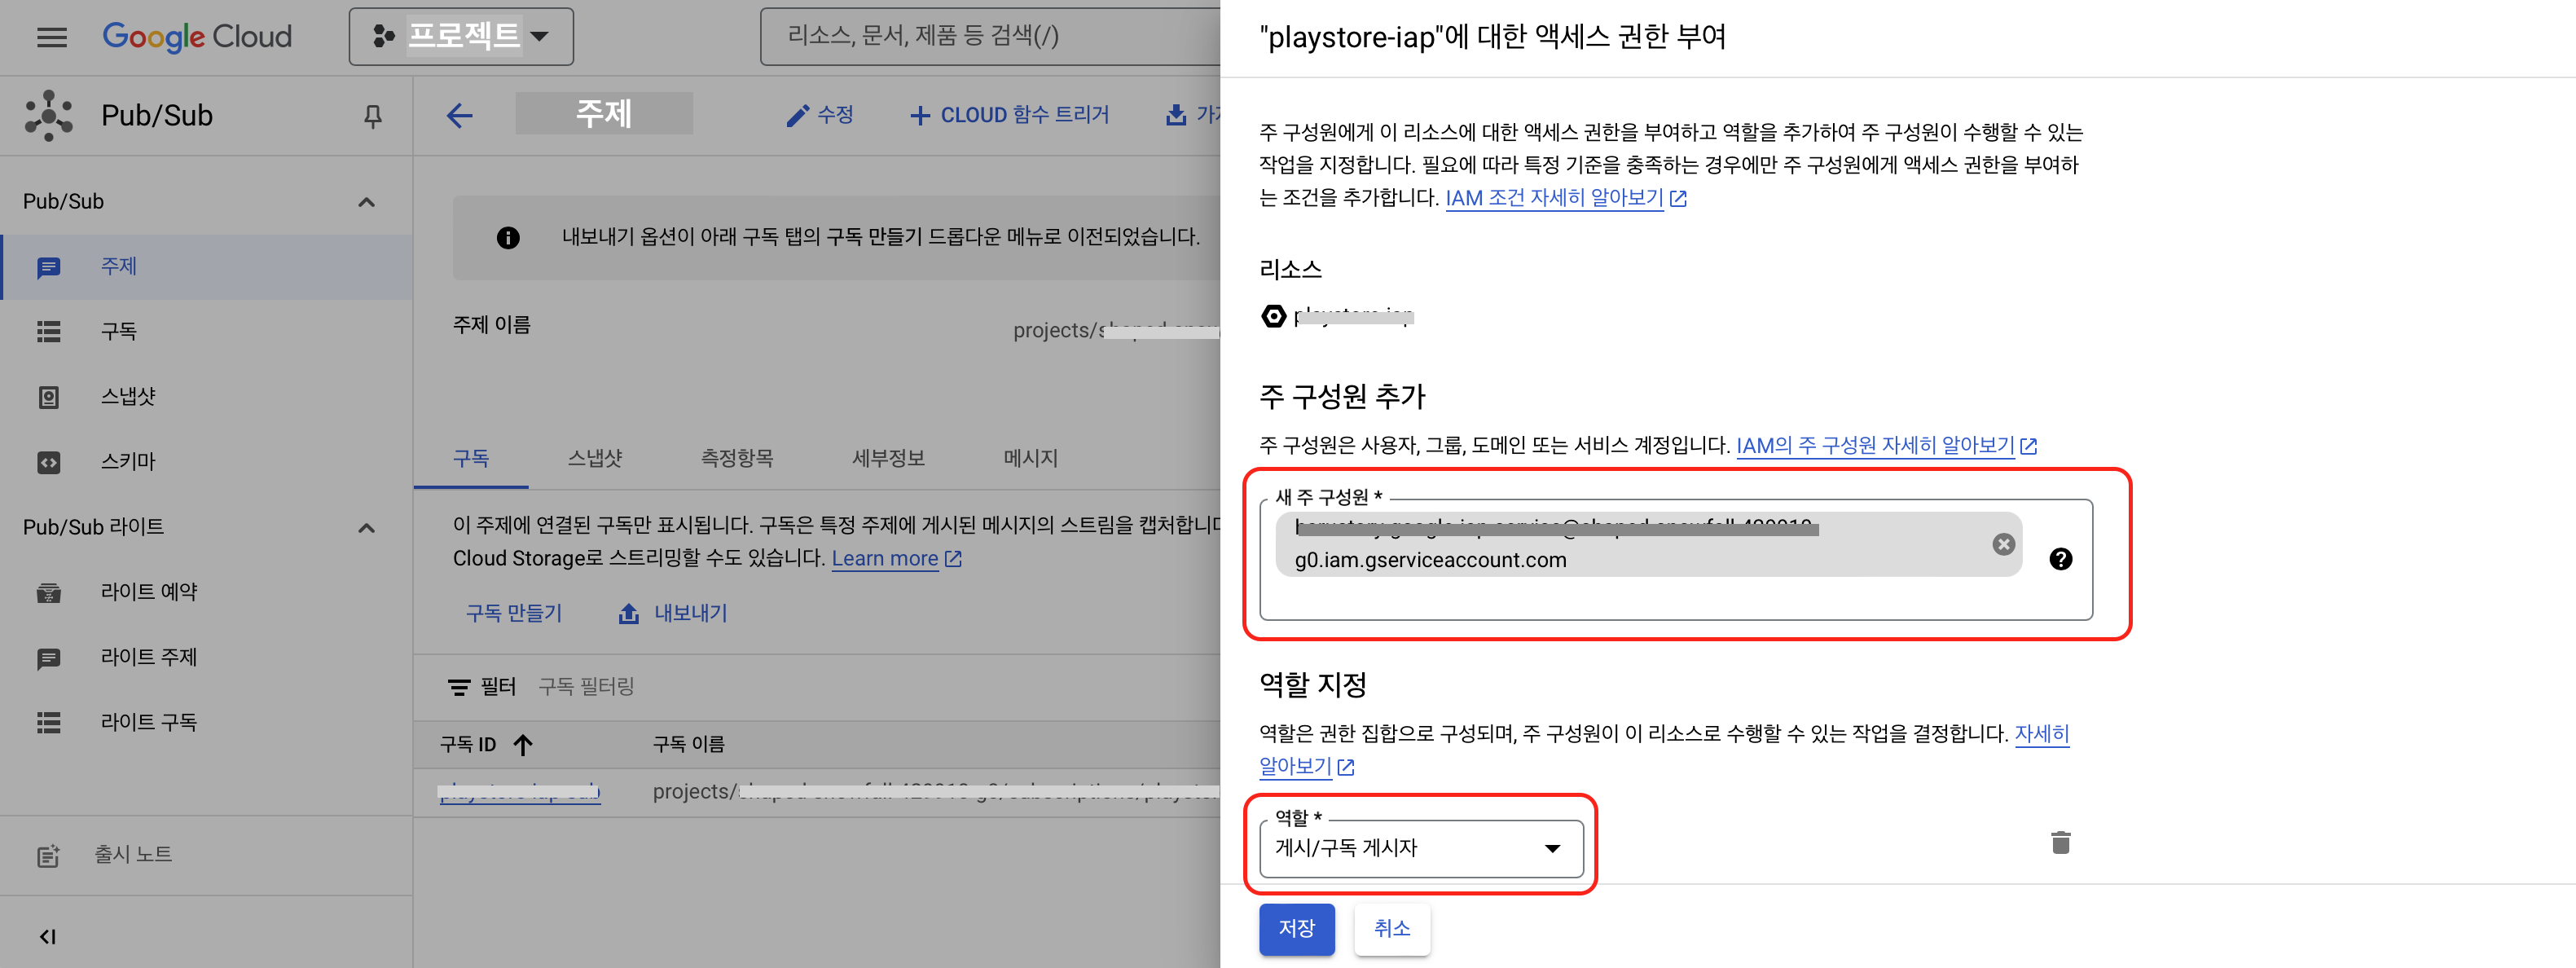 Google Cloud
프로젝트
리소스, 문서, 제품 등 검색(/)
Pub/Sub
주제
수정
CLOUD 함수 트리거
Pub/Sub
주제
구독
스냅샷
스키마
Pub/Sub 라이트
라이트 예약
라이트 주제
라이트 구독
출시 노트
내보내기 옵션이 아래 구독 탭의 구독 만들기 드롭다운 메뉴로 이전되었습니다.
주제 이름
projects/
구독
스냅샷
측정항목
세부정보
메시지
이 주제에 연결된 구독만 표시됩니다. 구독은 특정 주제에 게시된 메시지의 스트림을 캡처합니다
Cloud Storage로 스트리밍할 수도 있습니다. Learn more
구독 만들기
내보내기
필터
구독 필터링
구독 ID
구독 이름
projects/
"playstore-iap"에 대한 액세스 권한 부여
주 구성원에게 이 리소스에 대한 액세스 권한을 부여하고 역할을 추가하여 주 구성원이 수행할 수 있는
작업을 지정합니다. 필요에 따라 특정 기준을 충족하는 경우에만 주 구성원에게 액세스 권한을 부여하
는 조건을 추가합니다. IAM 조건 자세히 알아보기
리소스
주 구성원 추가
주 구성원은 사용자, 그룹, 도메인 또는 서비스 계정입니다. IAM의 주 구성원 자세히 알아보기
새 주 구성원 *
g0.iam.gserviceaccount.com
역할 지정
역할은 권한 집합으로 구성되며, 주 구성원이 이 리소스로 수행할 수 있는 작업을 결정합니다. 자세히
알아보기
역할 *
게시/구독 게시자
저장
취소